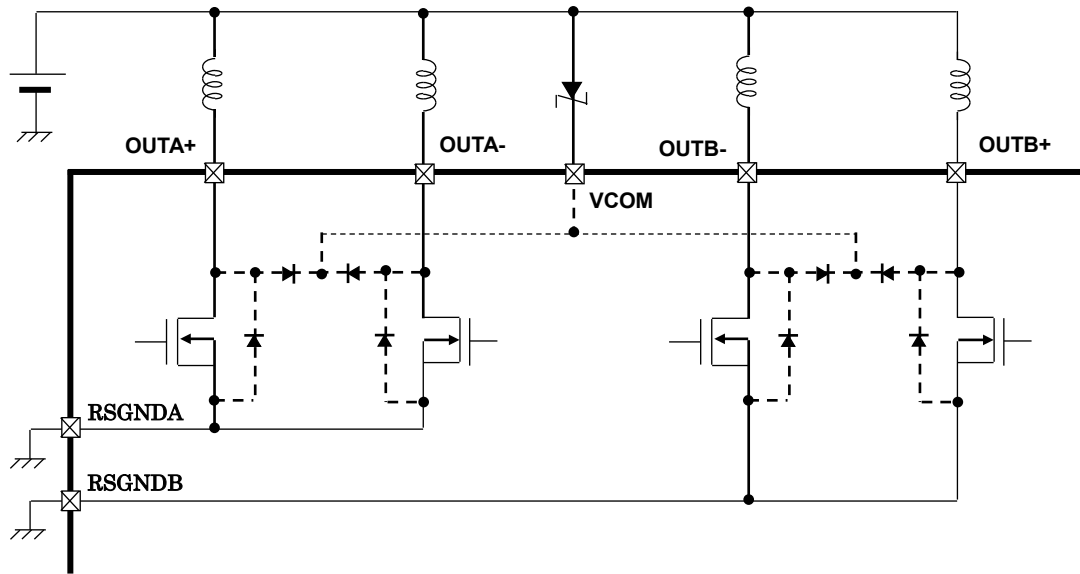 OUTA+
OUTA-
OUTB-
OUTB+
VCOM
RSGNDA
RSGNDB